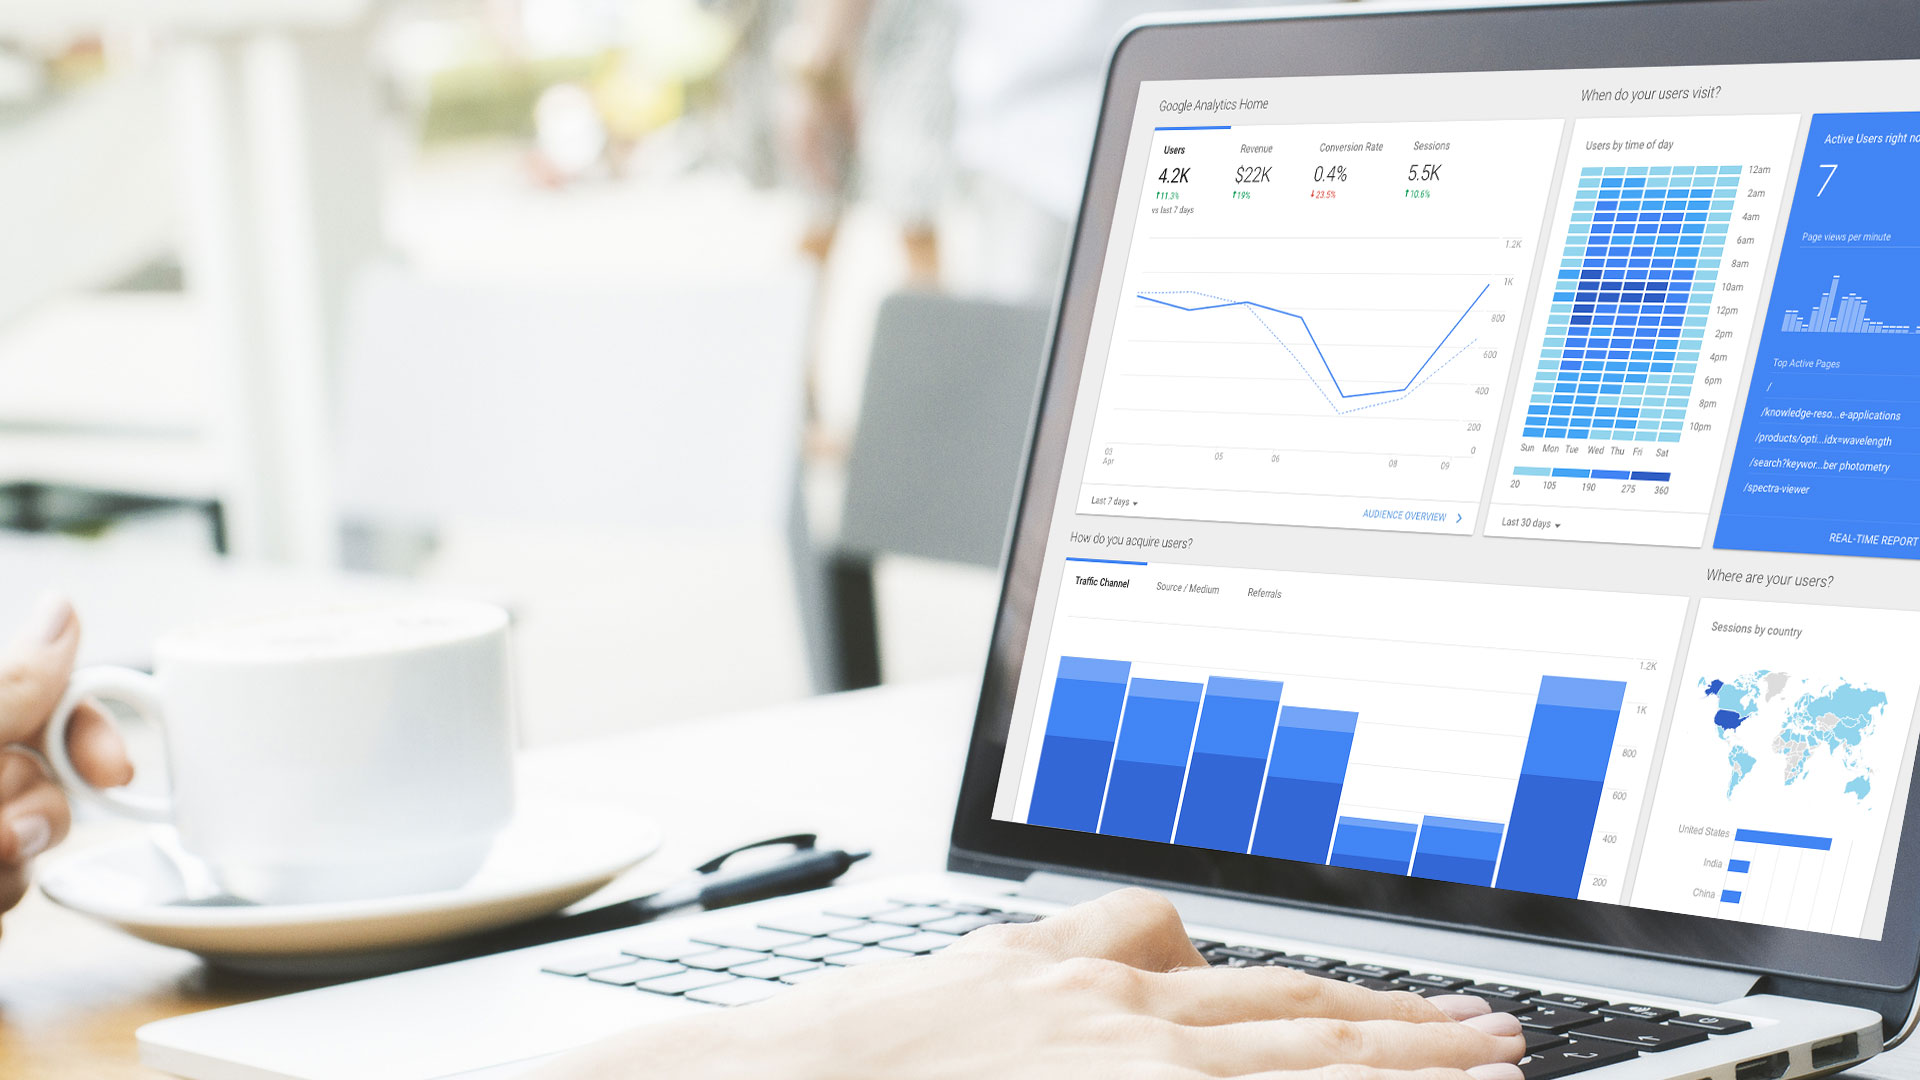 Google Analytics Home
Users
4.2K
11.3%
vs last 7 days
Revenue
$22K
19%
Conversion Rate
0.4%
23.5%
Sessions
5.5K
10.6%
1.2K
1K
800
600
400
200
0
03
Apr
05
06
08
09
Last 7 days
AUDIENCE OVERVIEW
When do your users visit?
Users by time of day
12am
2am
4am
6am
8am
10am
12pm
2pm
4pm
6pm
8pm
10pm
Sun Mon Tue Wed Thu Fri Sat
20 105 190 275 360
Last 30 days
Active Users right no
7
Page views per minute
Top Active Pages
/
/knowledge-reso...e-applications
/products/opti...idx=wavelength
/search?keywor...ber photometry
/spectra-viewer
REAL-TIME REPORT
How do you acquire users?
Traffic Channel
Source / Medium
Referrals
1.2K
1K
800
600
400
200
Where are your users?
Sessions by country
United States
India
China